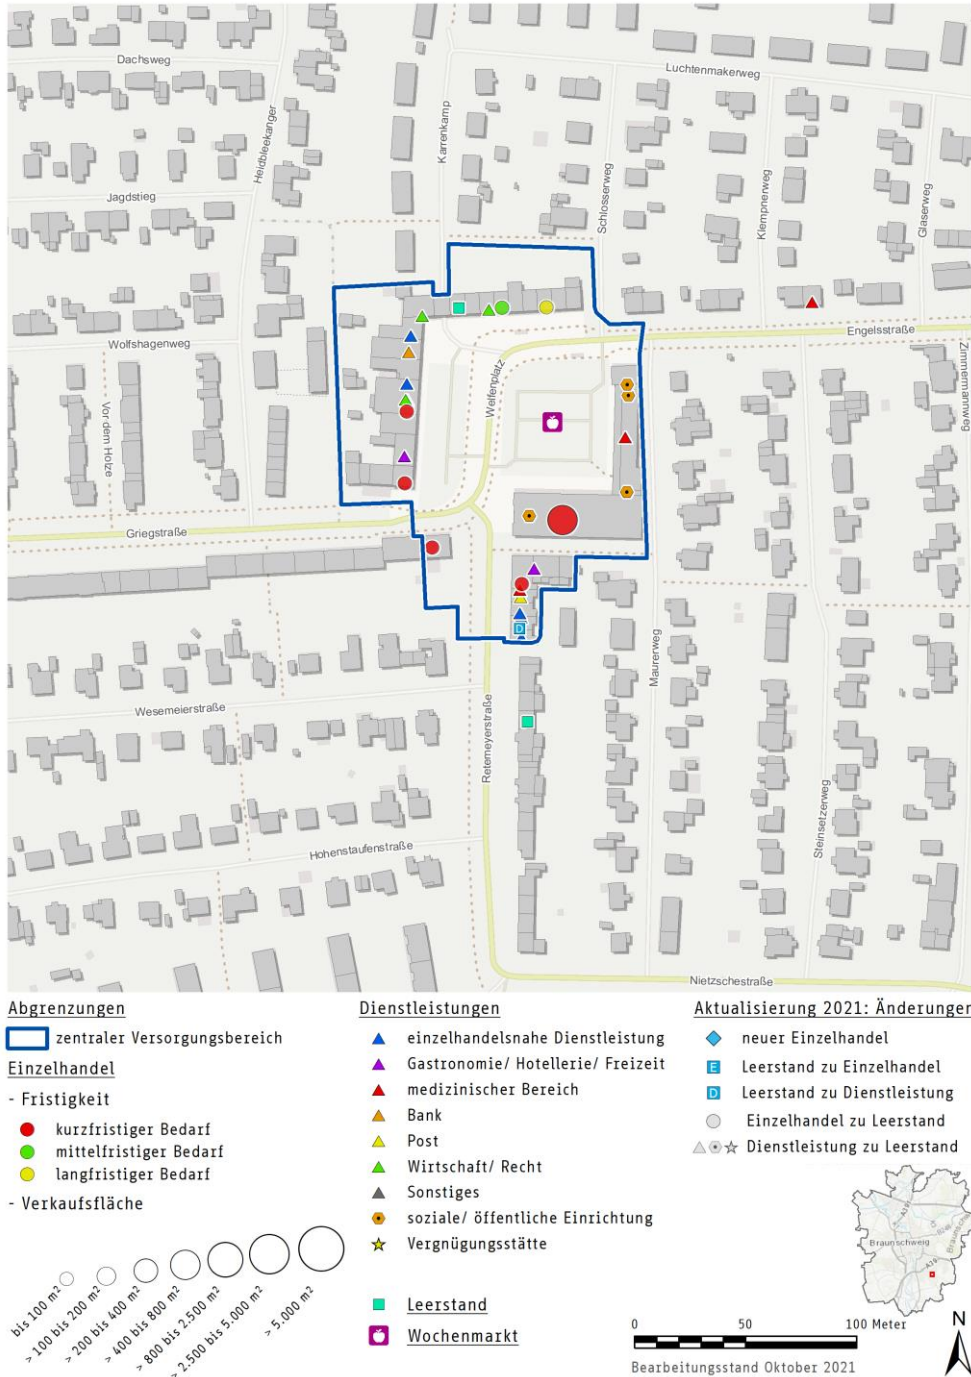 Dachsweg
Luchtenmakerweg
Karrenkamp
Heidbleekanger
Jagdstieg
Schlosserweg
Klempnerweg
Glaserweg
Engelsstraße
Wolfshagenweg
Welfenplatz
Zimmermannweg
Vor dem Holze
Griegstraße
Maurerweg
Wesemeierstraße
Retemeyerstraße
Steinsetzerweg
Hohenstaufenstraße
Nietzschestraße
D
Abgrenzungen
zentraler Versorgungsbereich
Einzelhandel
- Fristigkeit
kurzfristiger Bedarf
mittelfristiger Bedarf
langfristiger Bedarf
- Verkaufsfläche
bis 100 m²
> 100 bis 200 m²
> 200 bis 400 m²
> 400 bis 800 m²
> 800 bis 2.500 m²
> 2.500 bis 5.000 m²
> 5.000 m²
Dienstleistungen
einzelhandelsnahe Dienstleistung
Gastronomie/ Hotellerie/ Freizeit
medizinischer Bereich
Bank
Post
Wirtschaft/ Recht
Sonstiges
soziale/ öffentliche Einrichtung
Vergnügungsstätte
Leerstand
Wochenmarkt
Aktualisierung 2021: Änderungen
neuer Einzelhandel
E Leerstand zu Einzelhandel
D Leerstand zu Dienstleistung
Einzelhandel zu Leerstand
Dienstleistung zu Leerstand
Braunschweig
0 50 100 Meter
Bearbeitungsstand Oktober 2021
N